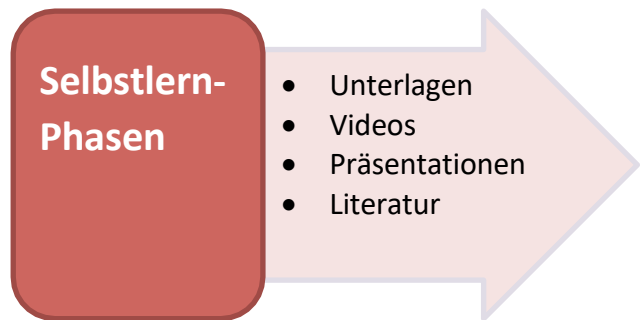 Selbstlern-
Phasen
• Unterlagen
• Videos
• Präsentationen
• Literatur